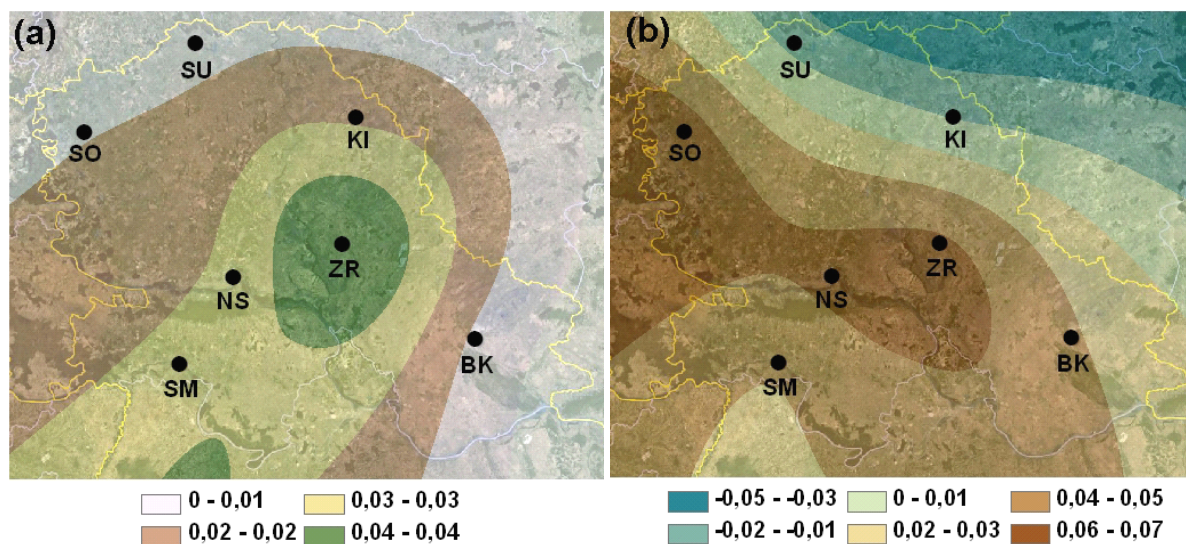 (a)
SU
KI
SO
ZR
NS
BK
SM
0 - 0,01
0,03 - 0,03
0,02 - 0,02
0,04 - 0,04
(b)
SU
KI
SO
ZR
NS
BK
SM
-0,05 - -0,03
0 - 0,01
0,04 - 0,05
-0,02 - -0,01
0,02 - 0,03
0,06 - 0,07